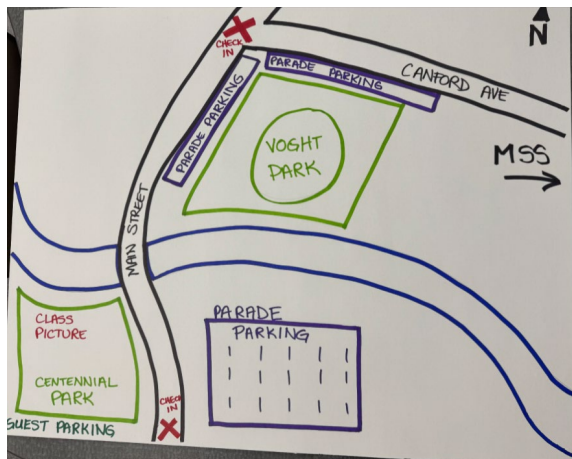 N
CHECK
IN
PARADE PARKING
CANFORD AVE
PARADE PARKING
VOGHT
PARK
MSS
MAIN STREET
PARADE
PARKING
CLASS
PICTURE
CENTENNIAL
PARK
CHECK
IN
GUEST PARKING